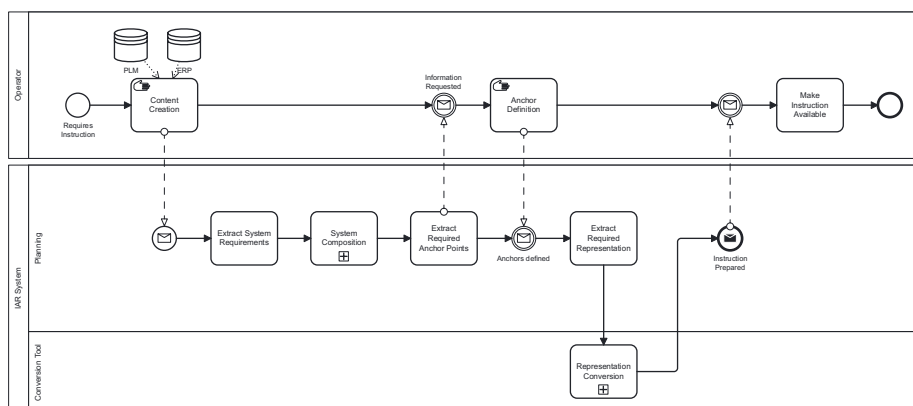 Operator
PLM
ERP
Requires
Instruction
Content
Creation
Information
Requested
Anchor
Definition
Make
Instruction
Available
IAR System
Planning
Extract System
Requirements
System
Composition
Extract
Required
Anchor Points
Anchors defined
Extract
Required
Representation
Instruction
Prepared
Conversion Tool
Representation
Conversion